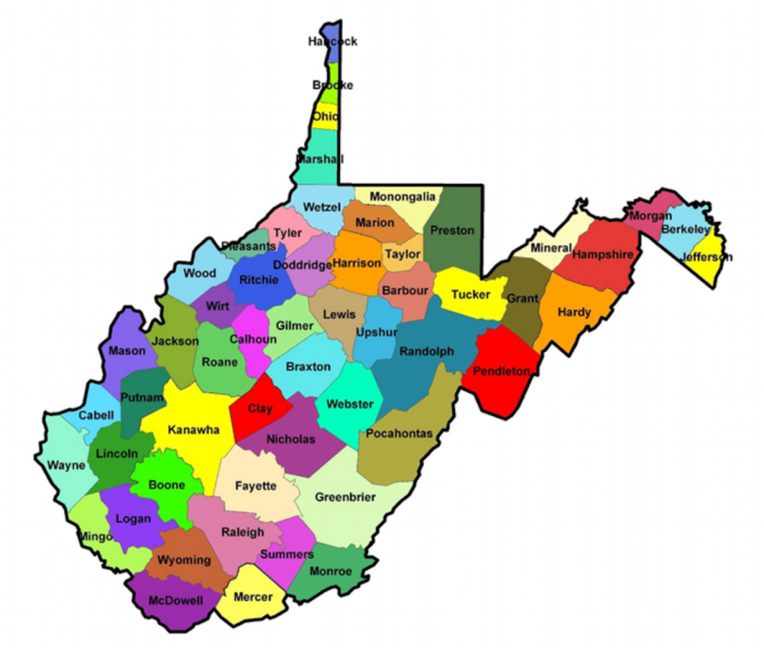 Hancock
Brooke
Ohio
Marshall
Wetzel
Monongalia
Marion
Preston
Tyler
Pleasants
Doddridge
Harrison
Taylor
Morgan
Berkeley
Jefferson
Mineral
Hampshire
Wood
Ritchie
Barbour
Tucker
Grant
Hardy
Wirt
Lewis
Gilmer
Upshur
Calhoun
Jackson
Roane
Mason
Braxton
Randolph
Pendleton
Putnam
Cabell
Clay
Webster
Kanawha
Nicholas
Pocahontas
Lincoln
Wayne
Boone
Fayette
Greenbrier
Logan
Mingo
Raleigh
Summers
Wyoming
Monroe
McDowell
Mercer